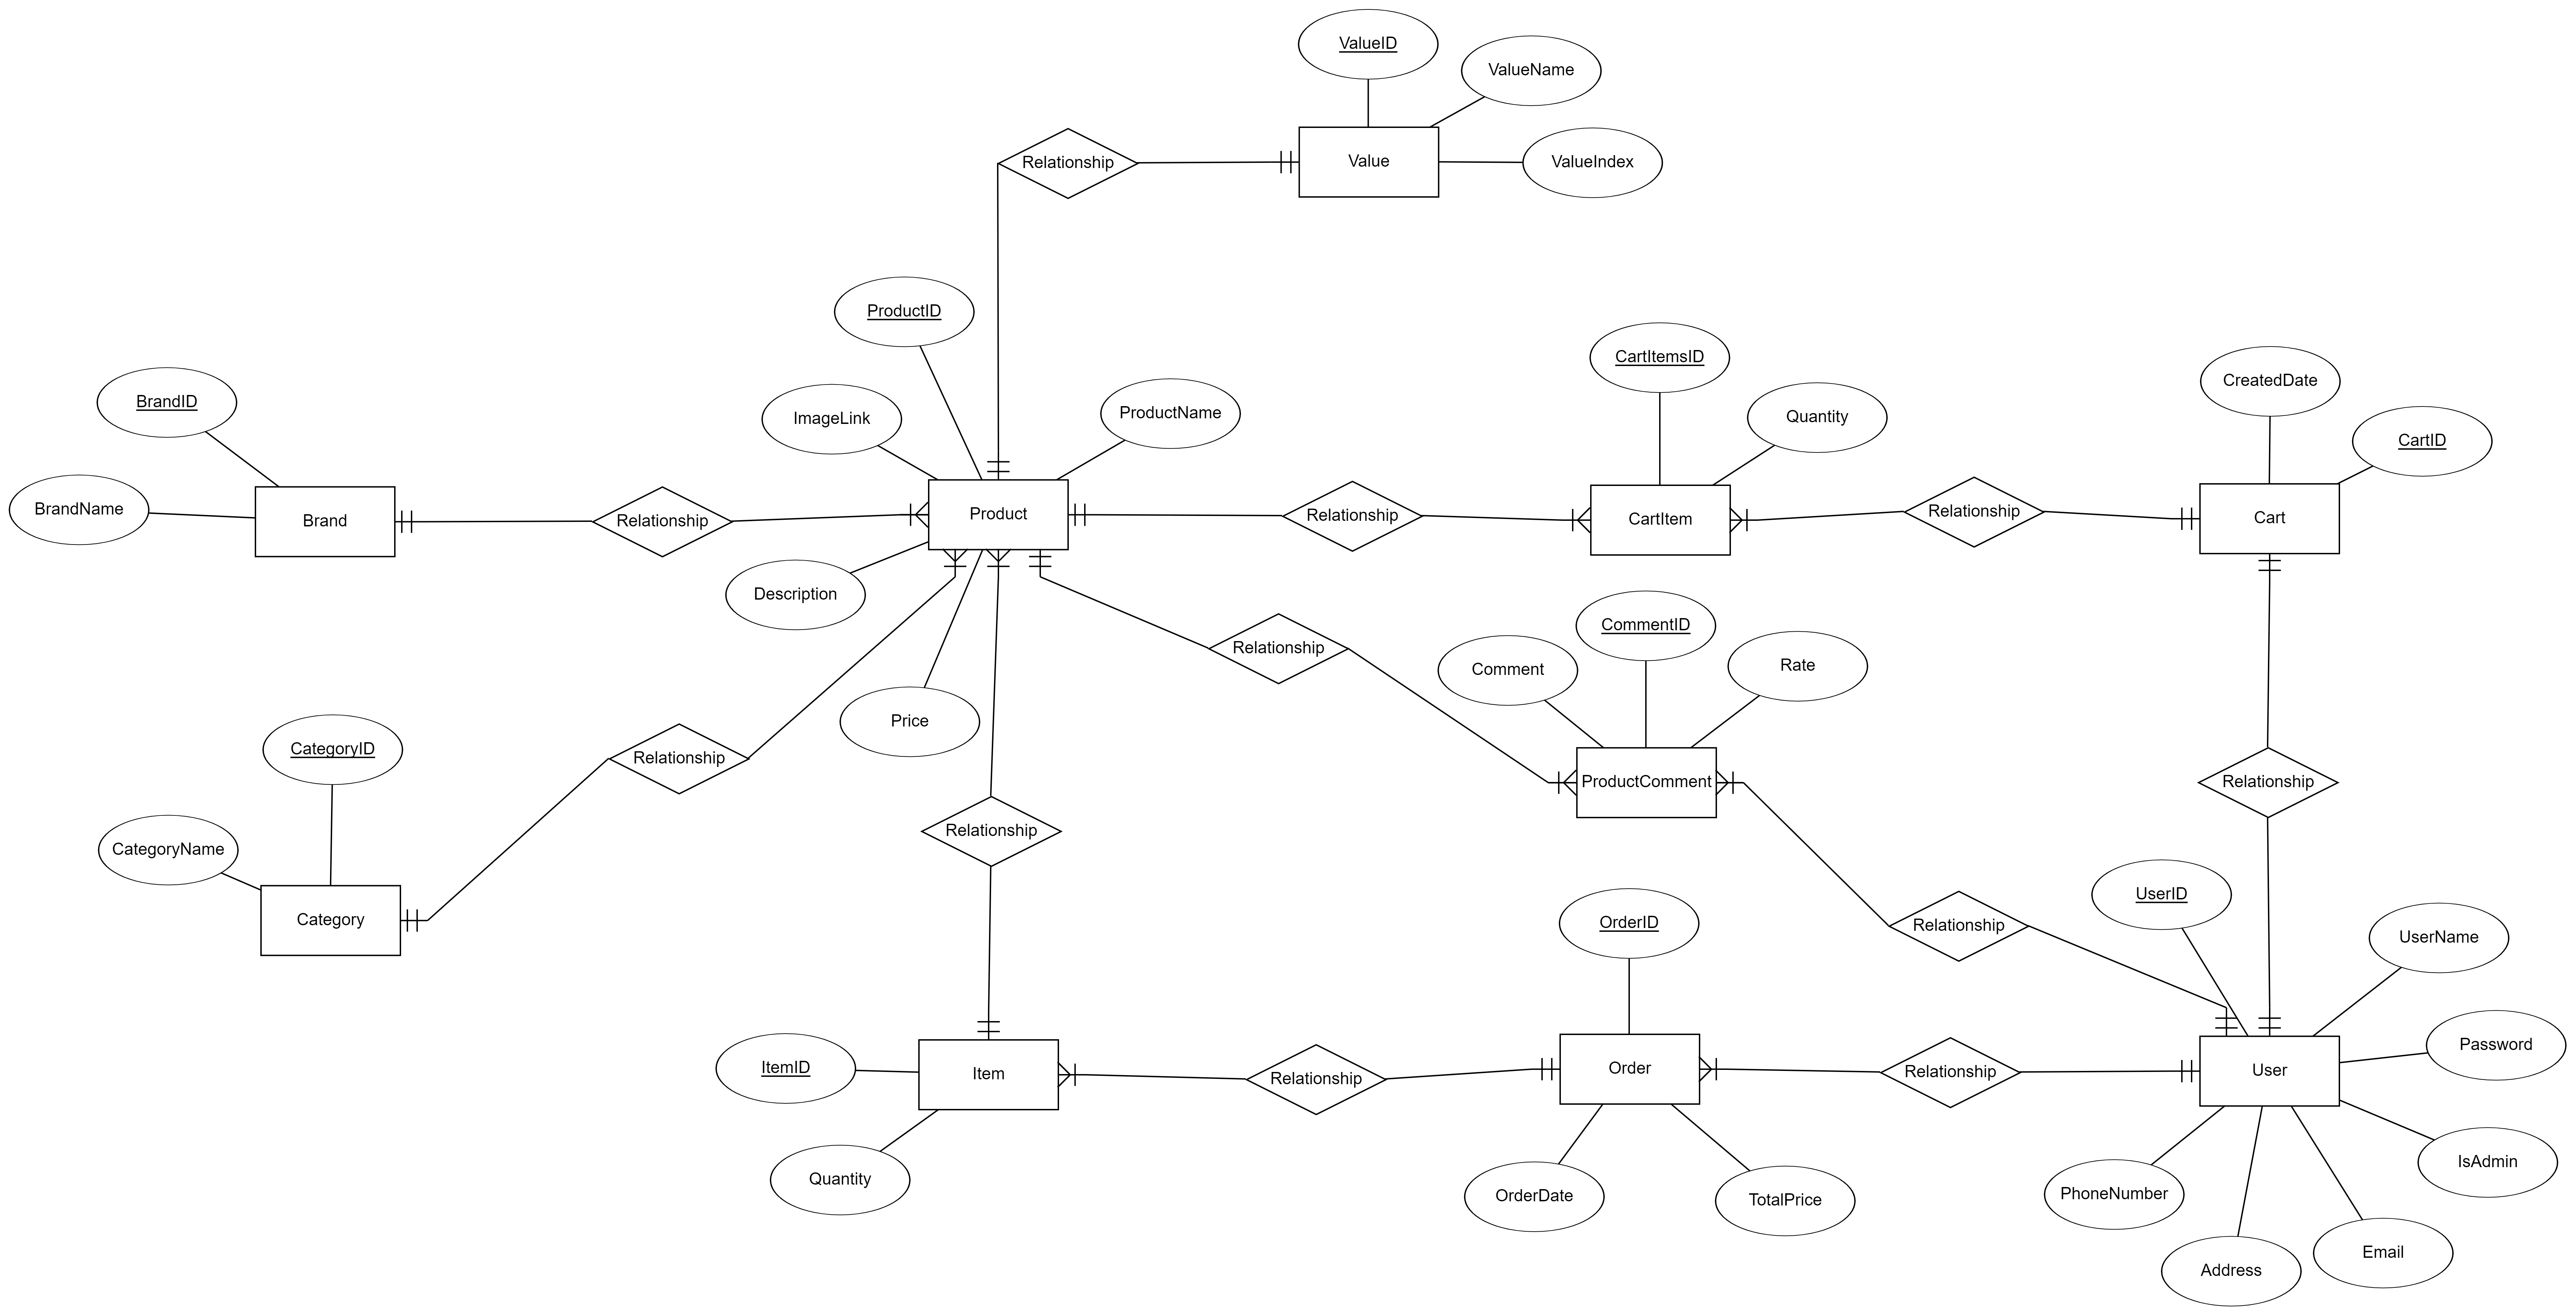 ValueID
ValueName
Relationship
Value
ValueIndex
ProductID
CartItemsID
CreatedDate
BrandID
ImageLink
ProductName
Quantity
CartID
BrandName
Brand
Relationship
Product
Relationship
CartItem
Relationship
Cart
Description
CommentID
Relationship
Comment
Rate
Price
CategoryID
Relationship
ProductComment
Relationship
Relationship
CategoryName
UserID
Category
OrderID
Relationship
UserName
ItemID
Item
Relationship
Order
Relationship
User
Password
Quantity
OrderDate
TotalPrice
PhoneNumber
IsAdmin
Address
Email